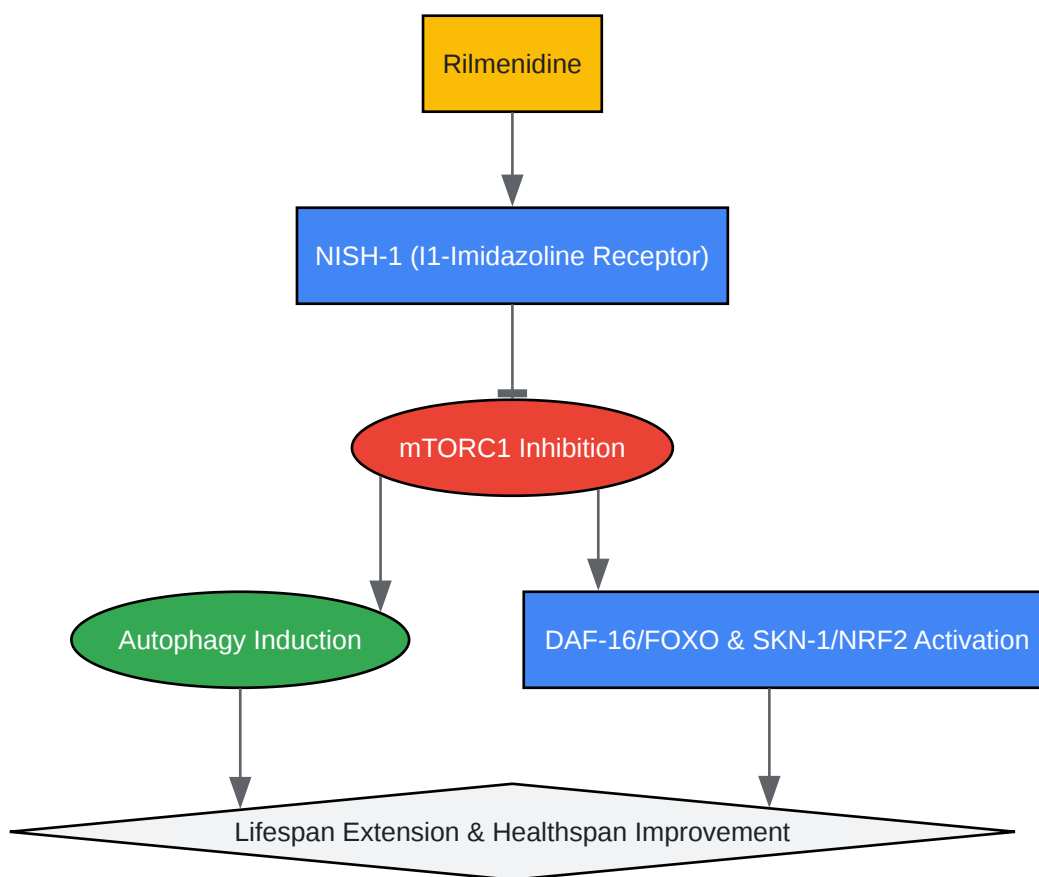 Rilmenidine
NISH-1 (I1-Imidazoline Receptor)
mTORC1 Inhibition
Autophagy Induction
DAF-16/FOXO & SKN-1/NRF2 Activation
Lifespan Extension & Healthspan Improvement